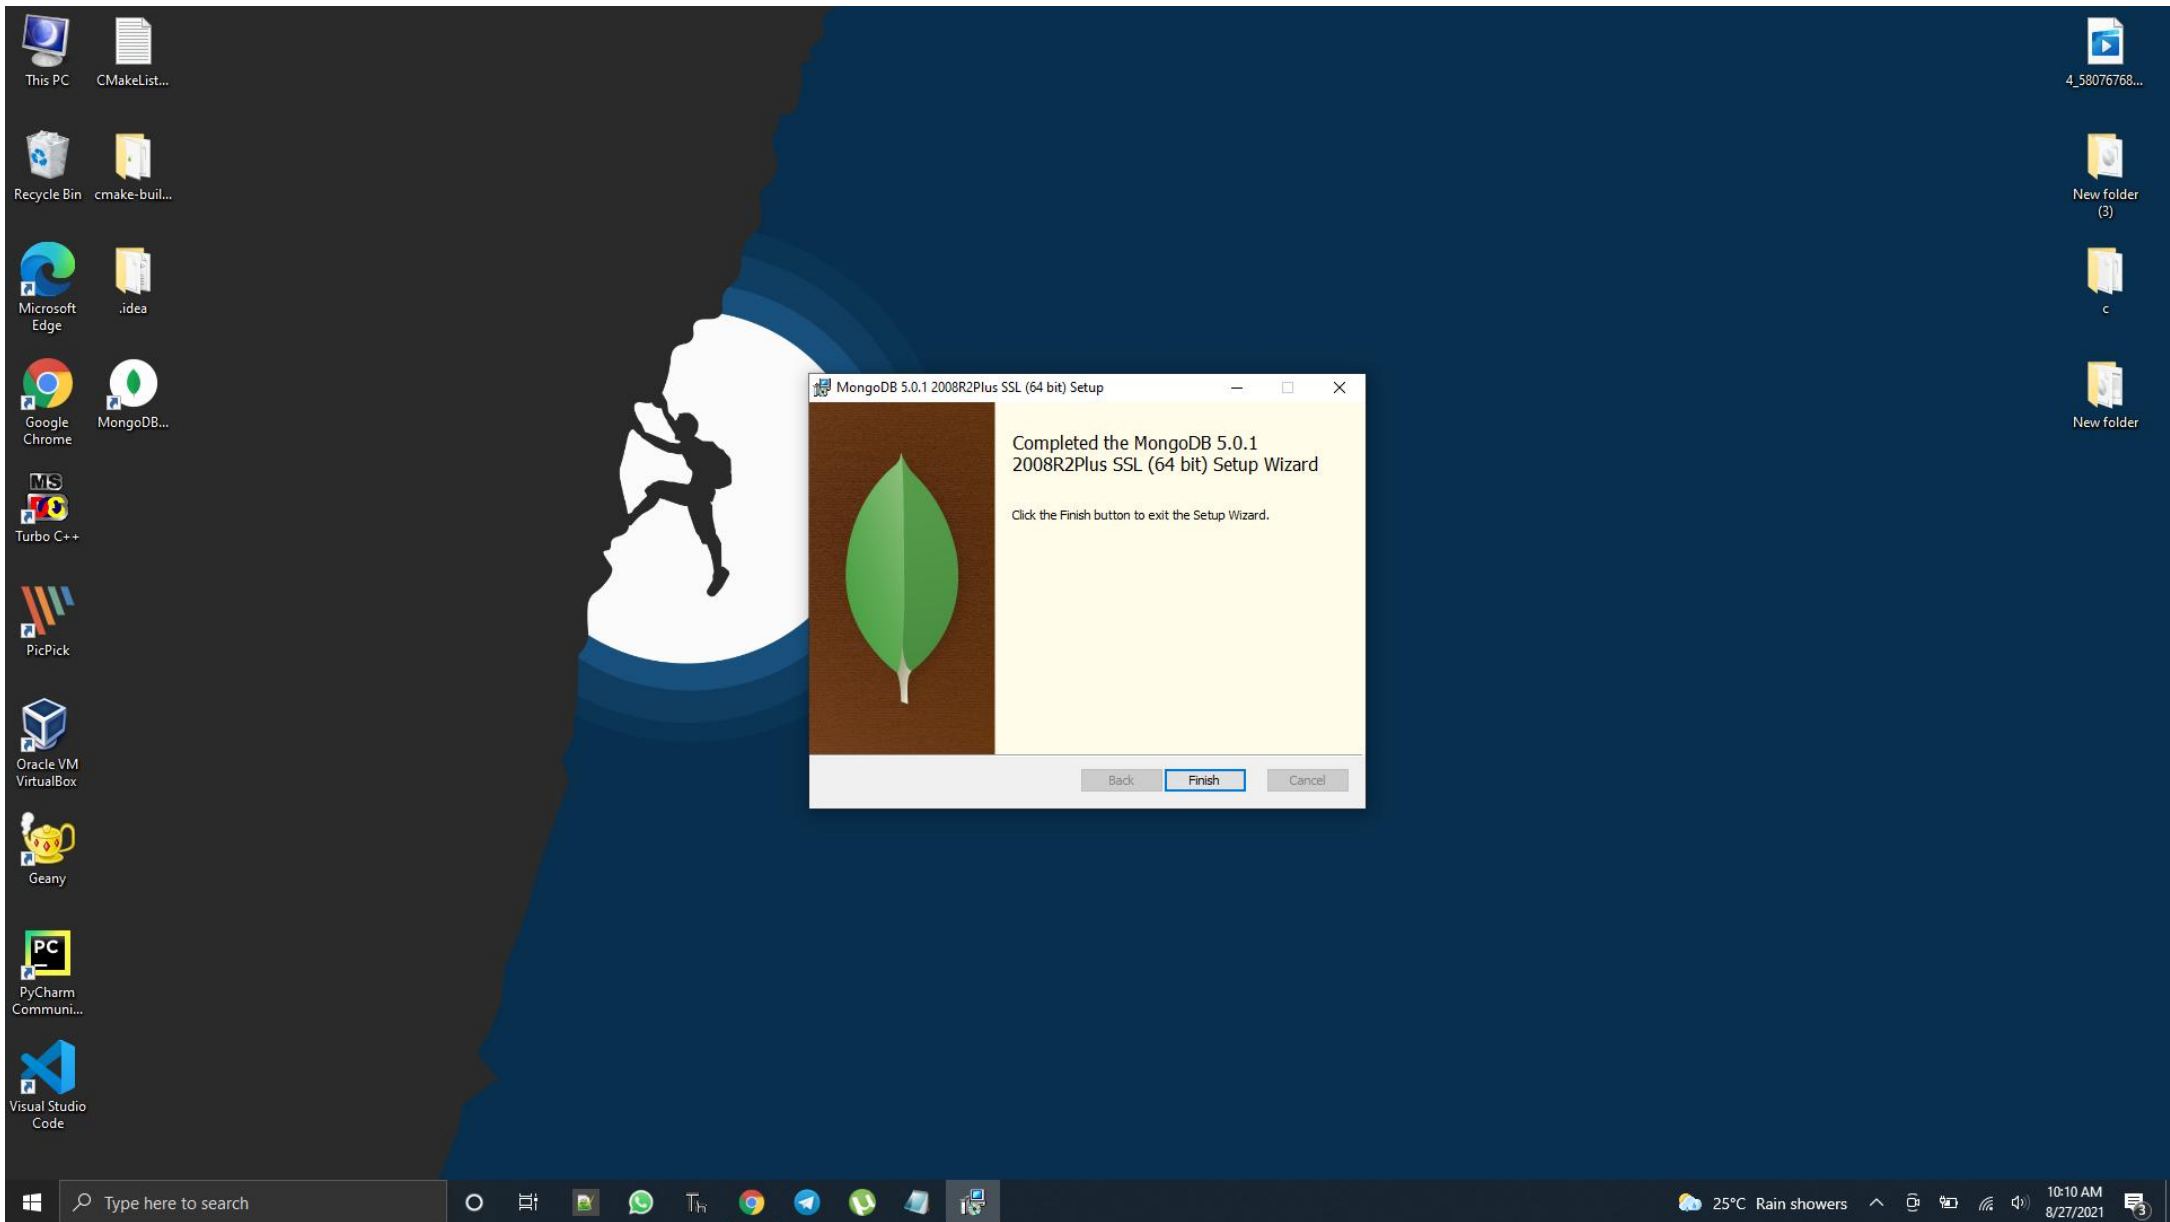 This PC
CMakeList...
Recycle Bin
cmake-buil...
Microsoft
Edge
.idea
Google
Chrome
MongoDB...
MS
Turbo C++
PicPick
Oracle VM
VirtualBox
Geany
PC
PyCharm
Communi...
Visual Studio
Code
MongoDB 5.0.1 2008R2Plus SSL (64 bit) Setup
Completed the MongoDB 5.0.1
2008R2Plus SSL (64 bit) Setup Wizard
Click the Finish button to exit the Setup Wizard.
Back
Finish
Cancel
4_58076768...
New folder
(3)
c
New folder
Type here to search
Th
25°C Rain showers
10:10 AM
8/27/2021
3